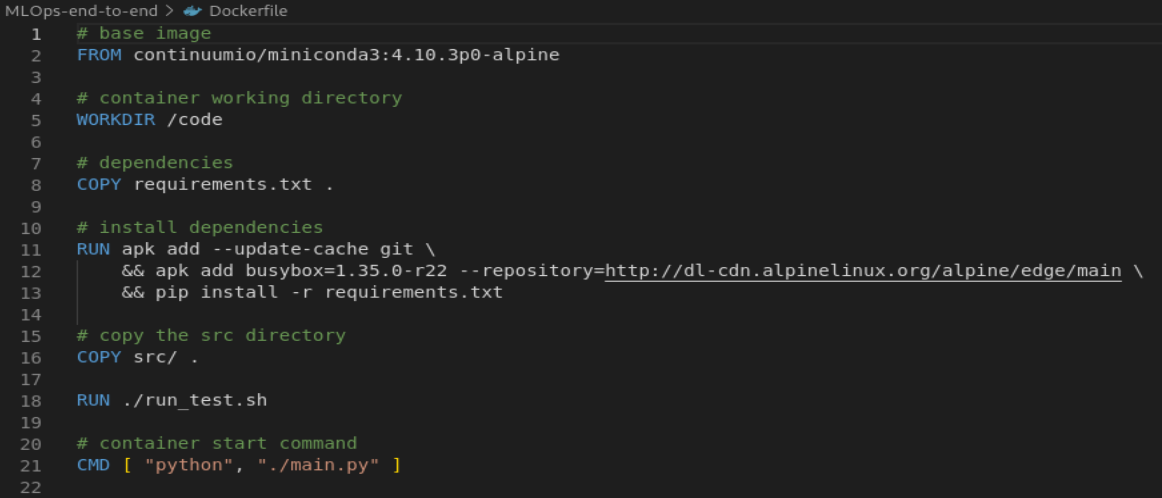 MLOps-end-to-end > Dockerfile
1 # base image
2 FROM continuumio/miniconda3:4.10.3p0-alpine
3
4 # container working directory
5 WORKDIR /code
6
7 # dependencies
8 COPY requirements.txt .
9
10 # install dependencies
11 RUN apk add --update-cache git \
12 && apk add busybox=1.35.0-r22 --repository=http://dl-cdn.alpinelinux.org/alpine/edge/main \
13 && pip install -r requirements.txt
14
15 # copy the src directory
16 COPY src/ .
17
18 RUN ./run_test.sh
19
20 # container start command
21 CMD [ "python", "./main.py" ]
22